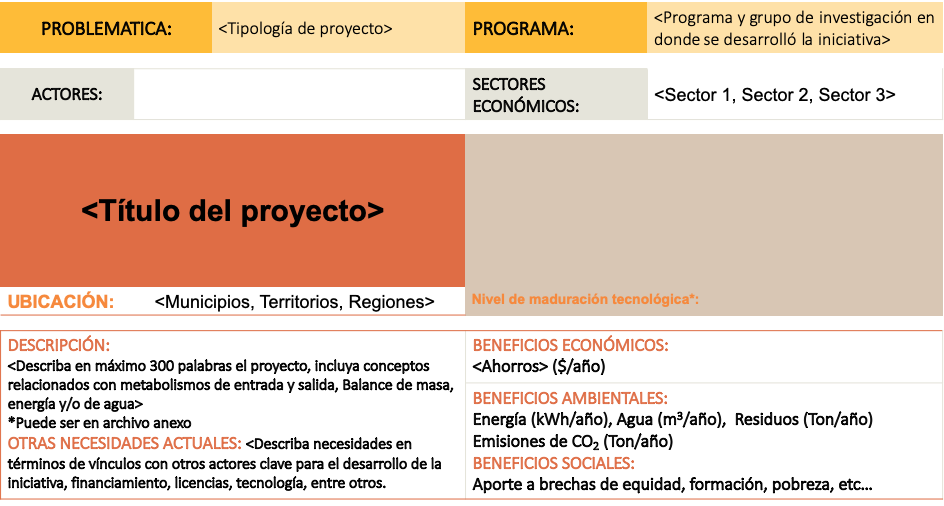 PROBLEMATICA:
<Tipología de proyecto>
PROGRAMA:
<Programa y grupo de investigación en
donde se desarrolló la iniciativa>
ACTORES:
SECTORES
ECONÓMICOS:
<Sector 1, Sector 2, Sector 3>
<Título del proyecto>
UBICACIÓN:
<Municipios, Territorios, Regiones>
Nivel de maduración tecnológica*:
DESCRIPCIÓN:
<Describa en máximo 300 palabras el proyecto, incluya conceptos
relacionados con metabolismos de entrada y salida, Balance de masa,
energía y/o de agua>
*Puede ser en archivo anexo
OTRAS NECESIDADES ACTUALES: <Describa necesidades en
términos de vínculos con otros actores clave para el desarrollo de la
iniciativa, financiamiento, licencias, tecnología, entre otros.
BENEFICIOS ECONÓMICOS:
<Ahorros> ($/año)
BENEFICIOS AMBIENTALES:
Energía (kWh/año), Agua (m³/año), Residuos (Ton/año)
Emisiones de CO₂ (Ton/año)
BENEFICIOS SOCIALES:
Aporte a brechas de equidad, formación, pobreza, etc...